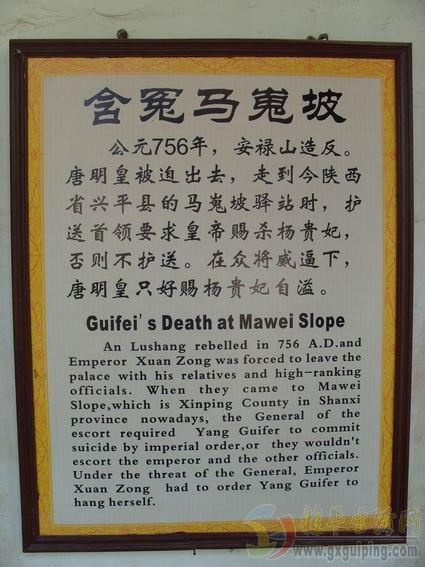 含冤马嵬坡
公元756年，安禄山造反。
唐明皇被迫出去，走到今陕西
省兴平县的马嵬坡驿站时，护
送首领要求皇帝赐杀杨贵妃，
否则不护送。在众将威逼下，
唐明皇只好赐杨贵妃自溢。
Guifei's Death at Mawei Slope
An Lushang rebelled in 756 A.D.and
Emperor Xuan Zong was forced to leave the
palace with his relatives and high-ranking
officials. When they came to Mawei
Slope,which is Xinping County in Shanxi
province nowadays, the General of the
escort required Yang Guifer to commit
suicide by imperial order,or they wouldn't
escort the emperor and the other officials.
Under the threat of the General, Emperor
Xuan Zong had to order Yang Guifer to
hang herself.
www.gxguiping.com